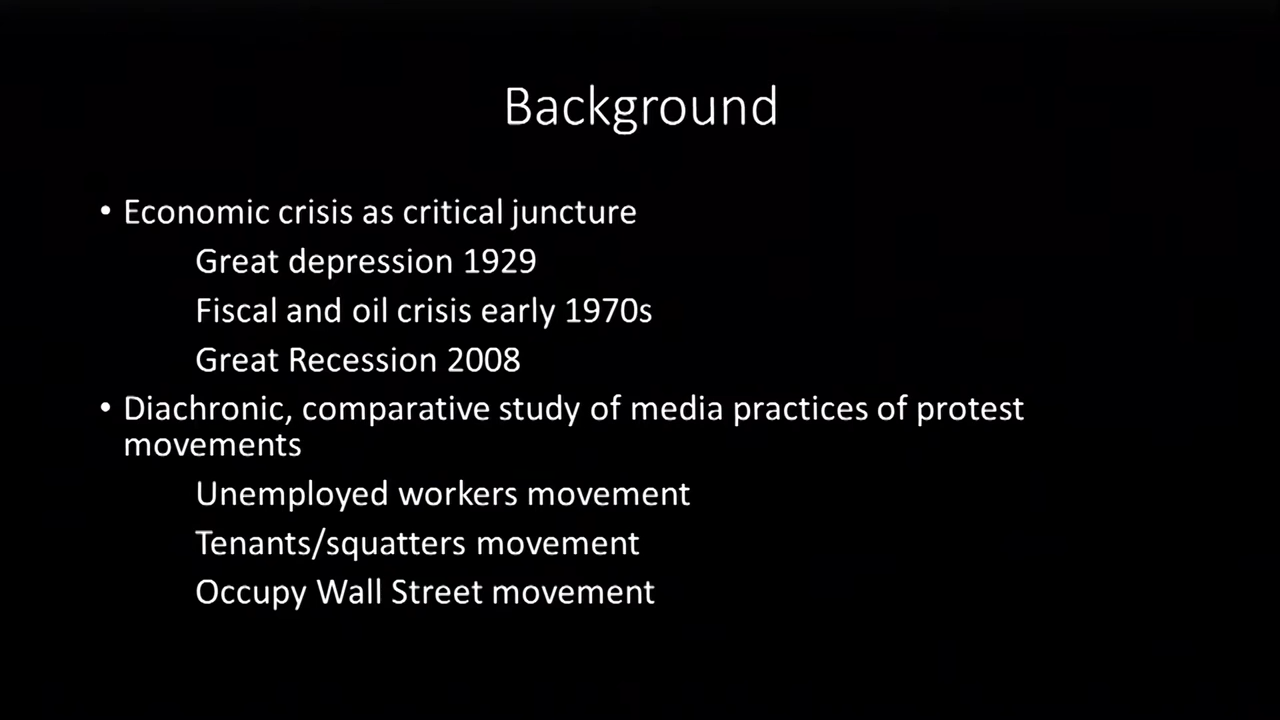 Background
• Economic crisis as critical juncture
Great depression 1929
Fiscal and oil crisis early 1970s
Great Recession 2008
• Diachronic, comparative study of media practices of protest
movements
Unemployed workers movement
Tenants/squatters movement
Occupy Wall Street movement